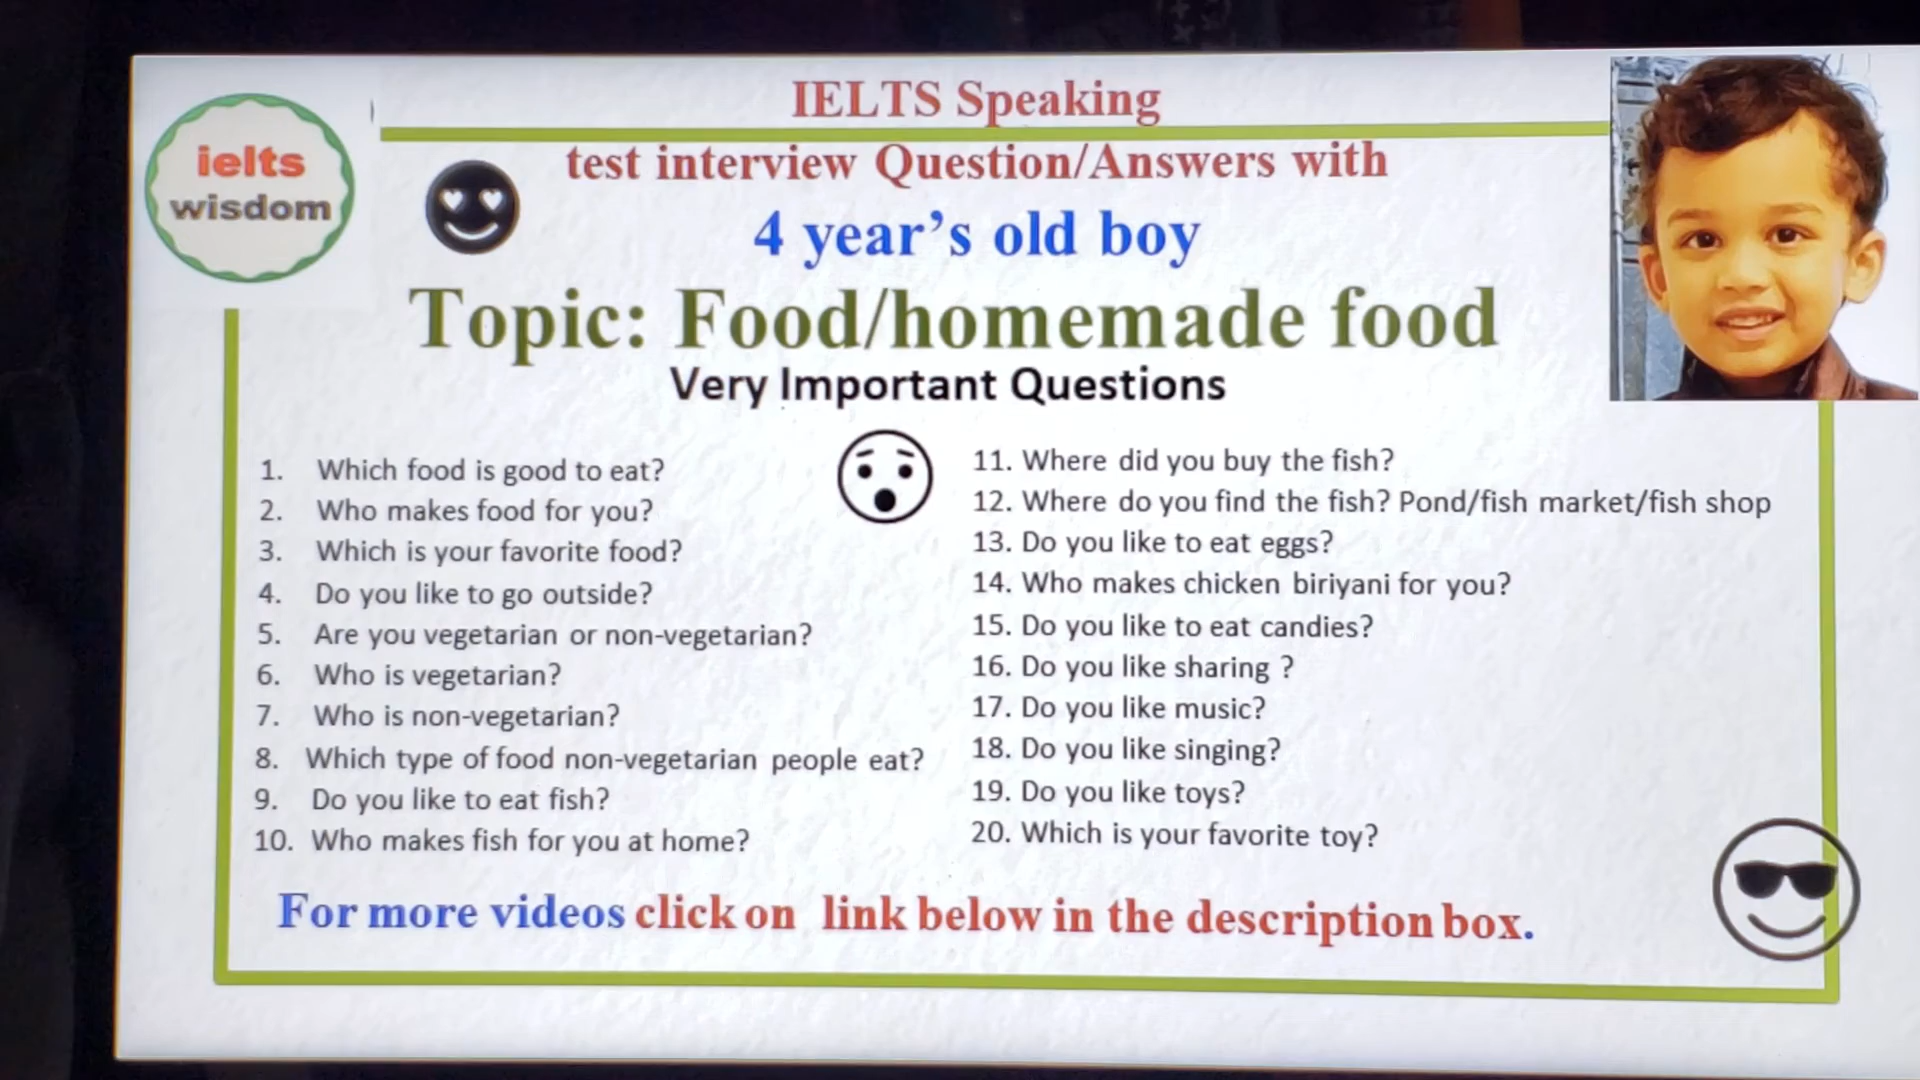 IELTS Speaking
ielts
wisdom
test interview Question/Answers with
4 year's old boy
Topic: Food/homemade food
Very Important Questions
1. Which food is good to eat?
2. Who makes food for you?
3. Which is your favorite food?
4. Do you like to go outside?
5. Are you vegetarian or non-vegetarian?
6. Who is vegetarian?
7. Who is non-vegetarian?
8. Which type of food non-vegetarian people eat?
9. Do you like to eat fish?
10. Who makes fish for you at home?
11. Where did you buy the fish?
12. Where do you find the fish? Pond/fish market/fish shop
13. Do you like to eat eggs?
14. Who makes chicken biriyani for you?
15. Do you like to eat candies?
16. Do you like sharing ?
17. Do you like music?
18. Do you like singing?
19. Do you like toys?
20. Which is your favorite toy?
For more videos click on link below in the description box.